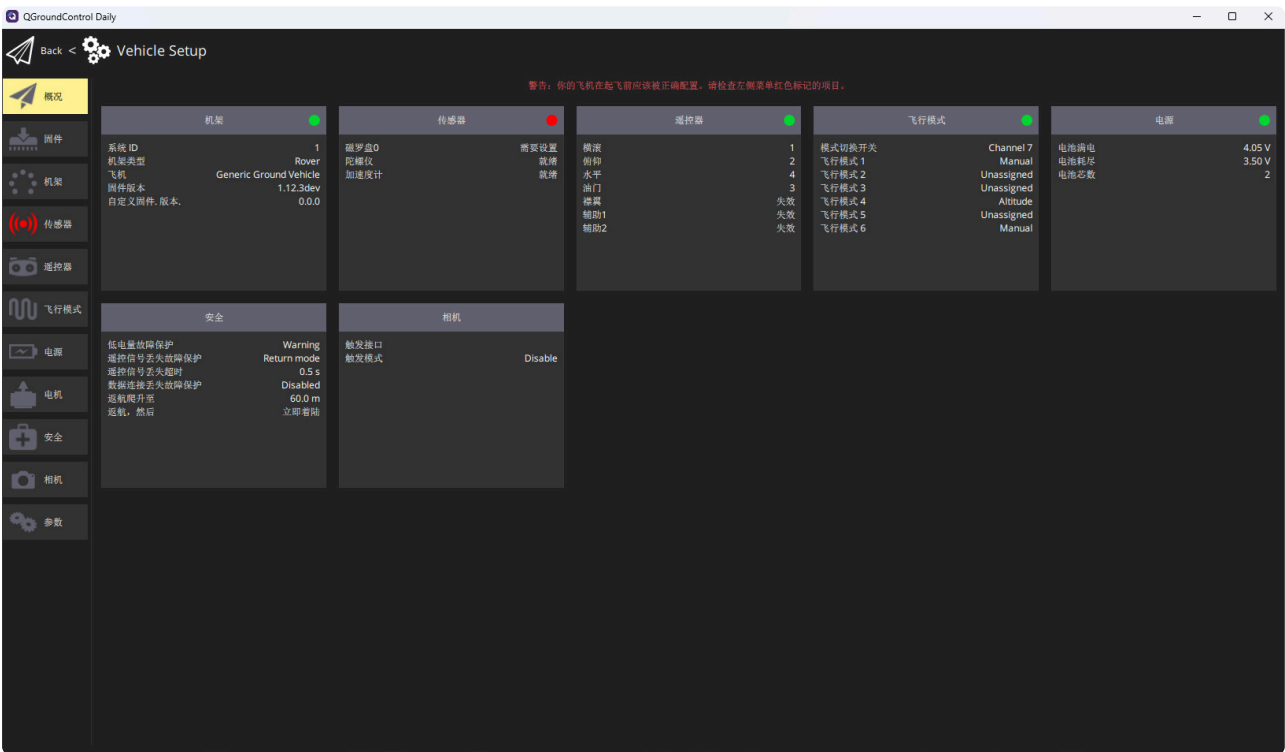 QGroundControl Daily
Back < Vehicle Setup
警告：你的飞机在起飞前应该被正确配置。请检查左侧菜单红色标记的项目。
概况
固件
机架
传感器
遥控器
飞行模式
电源
电机
安全
相机
参数
机架
系统 ID 1
机架类型 Rover
飞机 Generic Ground Vehicle
固件版本 1.12.3dev
自定义固件. 版本. 0.0.0
传感器
磁罗盘0 需要设置
陀螺仪 就绪
加速度计 就绪
遥控器
横滚 1
俯仰 2
水平 4
油门 3
襟翼 失效
辅助1 失效
辅助2 失效
飞行模式
模式切换开关 Channel 7
飞行模式 1 Manual
飞行模式 2 Unassigned
飞行模式 3 Unassigned
飞行模式 4 Altitude
飞行模式 5 Unassigned
飞行模式 6 Manual
电源
电池满电 4.05 V
电池耗尽 3.50 V
电池芯数 2
安全
低电量故障保护 Warning
遥控信号丢失故障保护 Return mode
遥控信号丢失超时 0.5 s
数据连接丢失故障保护 Disabled
返航爬升至 60.0 m
返航，然后 立即着陆
相机
触发接口
触发模式 Disable